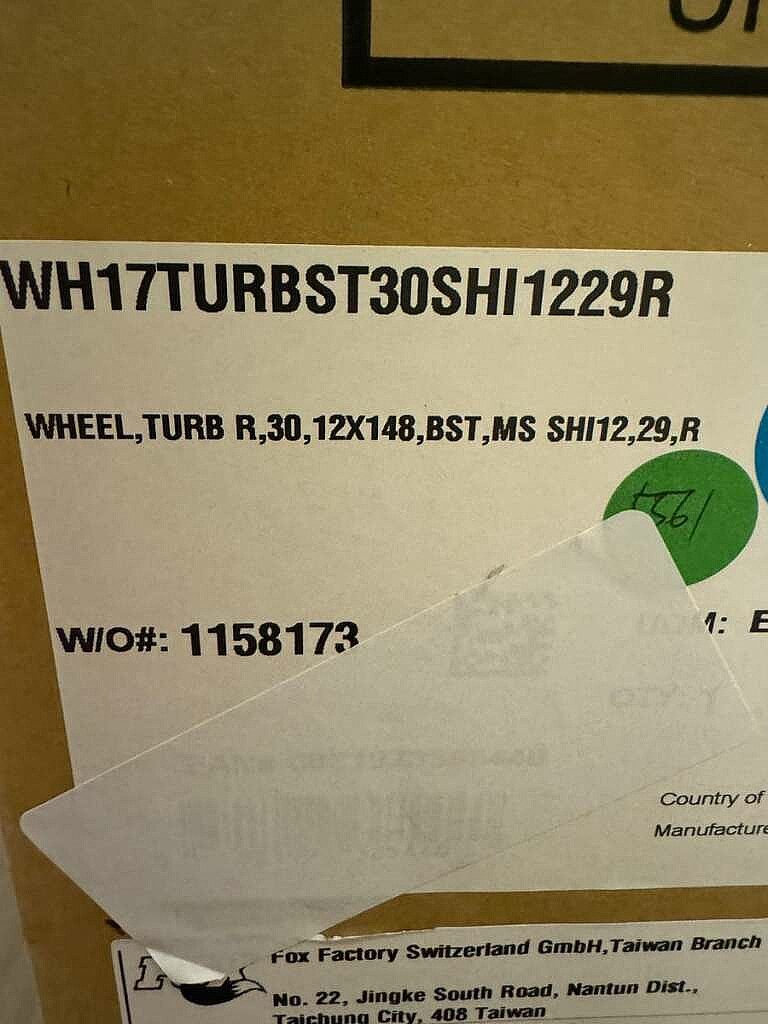 WH17TURBST30SHI1229R
WHEEL,TURB R,30,12X148,BST,MS SHI12,29,R
W/O#: 1158173
Country of
Manufacture
Fox Factory Switzerland GmbH,Taiwan Branch
No. 22, Jingke South Road, Nantun Dist.,
Taichung City, 408 Taiwan